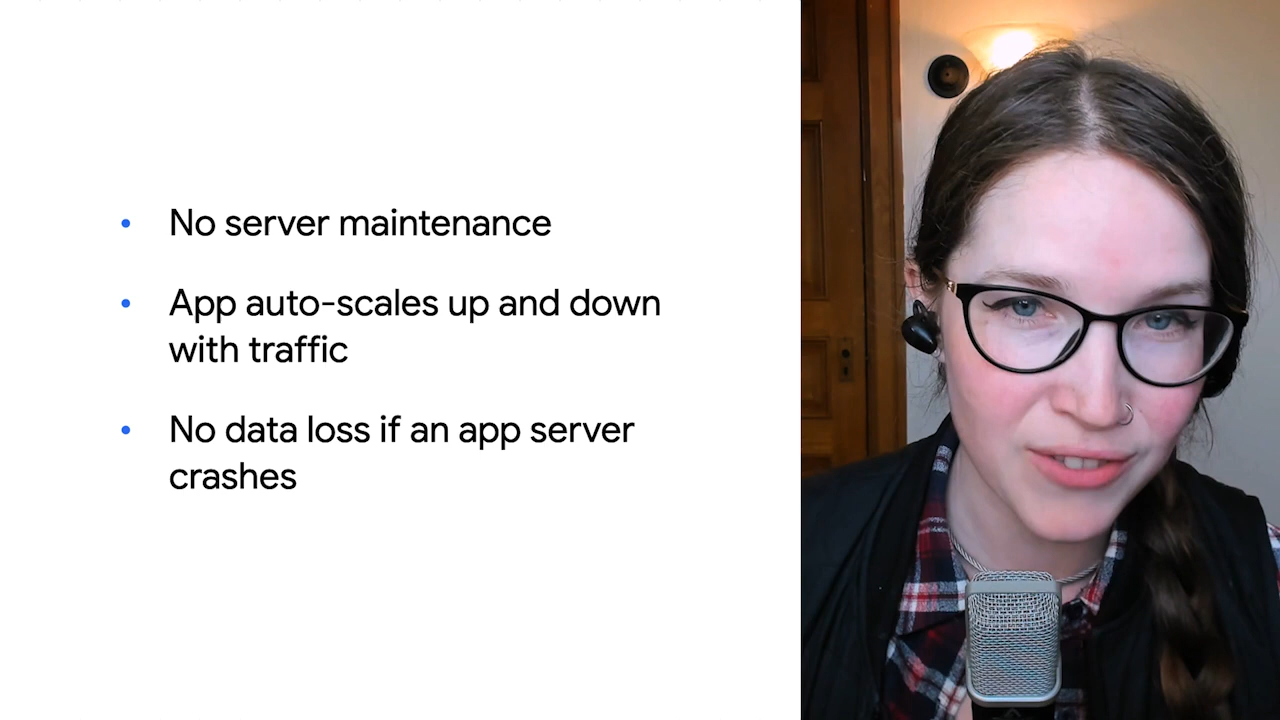 No server maintenance
App auto-scales up and down
with traffic
No data loss if an app server
crashes